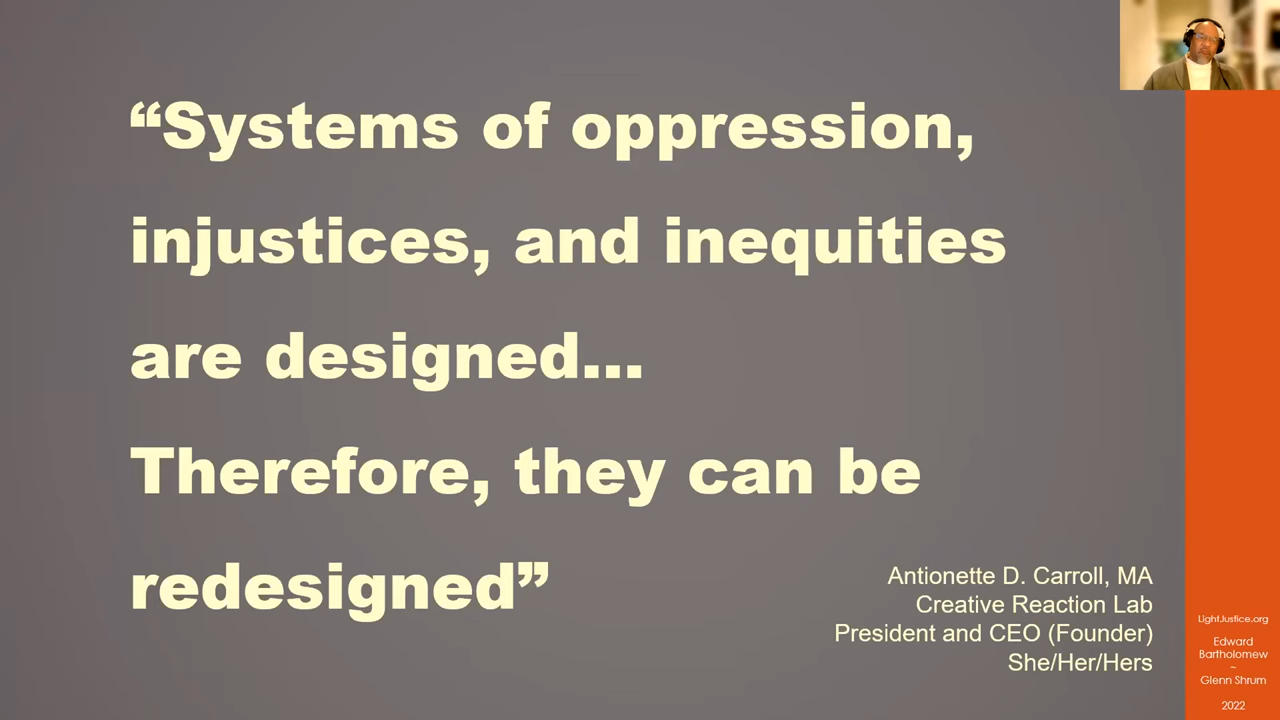 “Systems of oppression,
injustices, and inequities
are designed...
Therefore, they can be
redesigned”
Antionette D. Carroll, MA
Creative Reaction Lab
President and CEO (Founder)
She/Her/Hers
LightJustice.org
Edward
Bartholomew
~
Glenn Shrum
2022